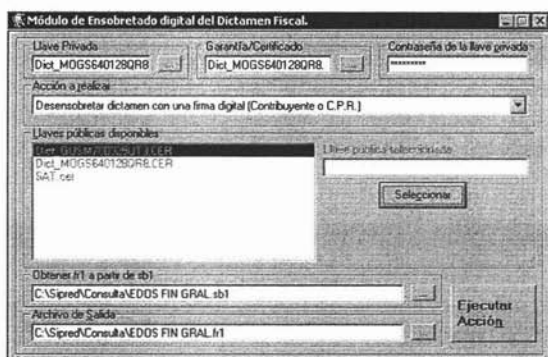 Módulo de Ensobretado digital del Dictamen Fiscal.
Llave Privada
Garantía/Certificado
Contraseña de la llave privada
Dict_MOGS640128QR8
...
Dict_MOGS640128QR8.
...
*********
Acción a realizar
Desensobretar dictamen con una firma digital (Contribuyente o C.P.R.)
Llaves públicas disponibles
Llave pública seleccionada
Dict_MOGS640128QR8.CER
SAT.cer
Seleccionar
Obtener fr1 a partir de sb1
C:\Sipred\Consulta\EDOS FIN GRAL.sb1
...
Ejecutar
Acción
Archivo de Salida
C:\Sipred\Consulta\EDOS FIN GRAL.fr1
...